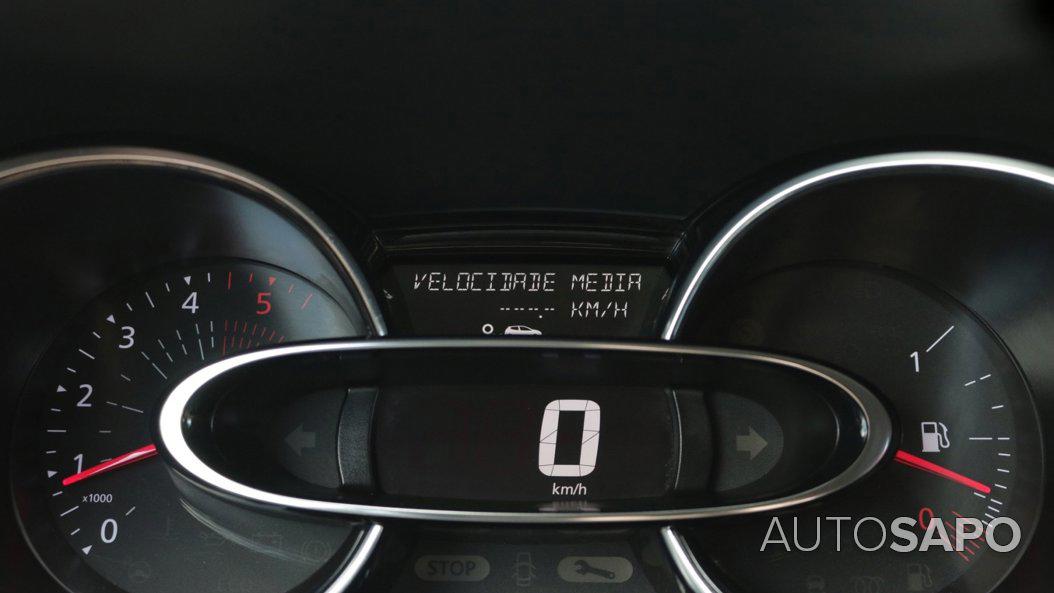 VELOCIDADE MEDIA
----.-- KM/H
5
4
3
2
1
x1000
0
1
0
0
km/h
STOP
AUTOSAPO